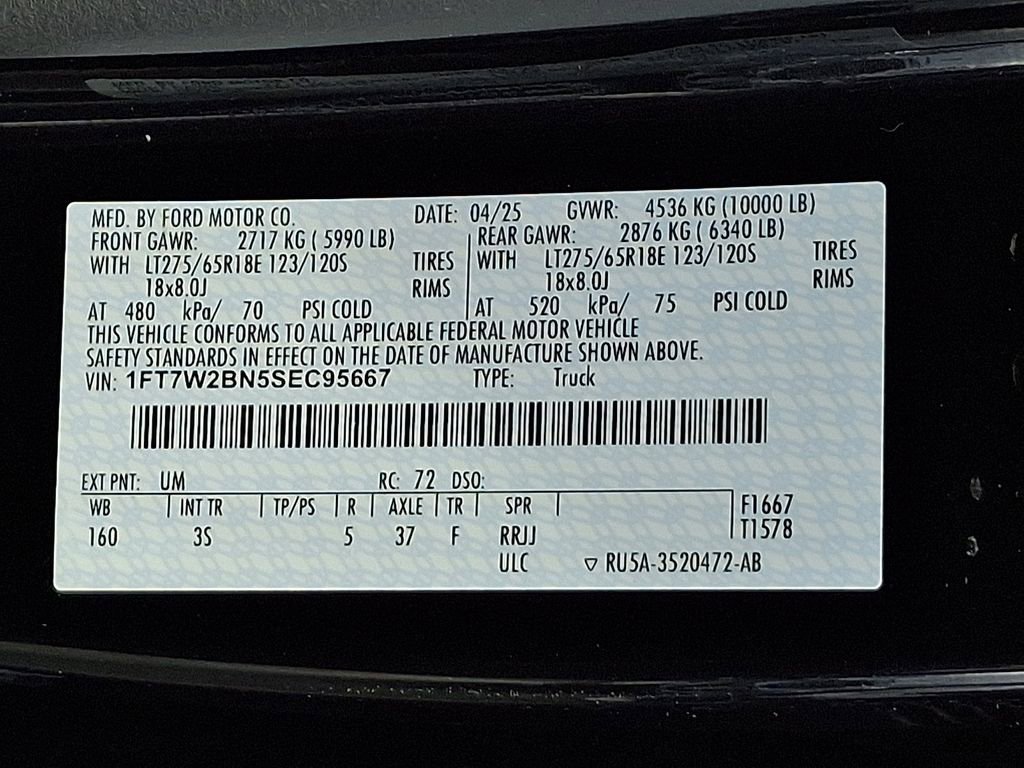 MFD. BY FORD MOTOR CO. DATE: 04/25 GVWR: 4536 KG (10000 LB)
FRONT GAWR: 2717 KG ( 5990 LB) REAR GAWR: 2876 KG ( 6340 LB)
WITH LT275/65R18E 123/120S TIRES WITH LT275/65R18E 123/120S TIRES
18x8.0J RIMS 18x8.0J RIMS
AT 480 kPa/ 70 PSI COLD AT 520 kPa/ 75 PSI COLD
THIS VEHICLE CONFORMS TO ALL APPLICABLE FEDERAL MOTOR VEHICLE
SAFETY STANDARDS IN EFFECT ON THE DATE OF MANUFACTURE SHOWN ABOVE.
VIN: 1FT7W2BN5SEC95667 TYPE: Truck
EXT PNT: UM RC: 72 DSO:
WB INT TR TP/PS R AXLE TR SPR F1667
160 3S 5 37 F RRJJ T1578
ULC ▽ RU5A-3520472-AB